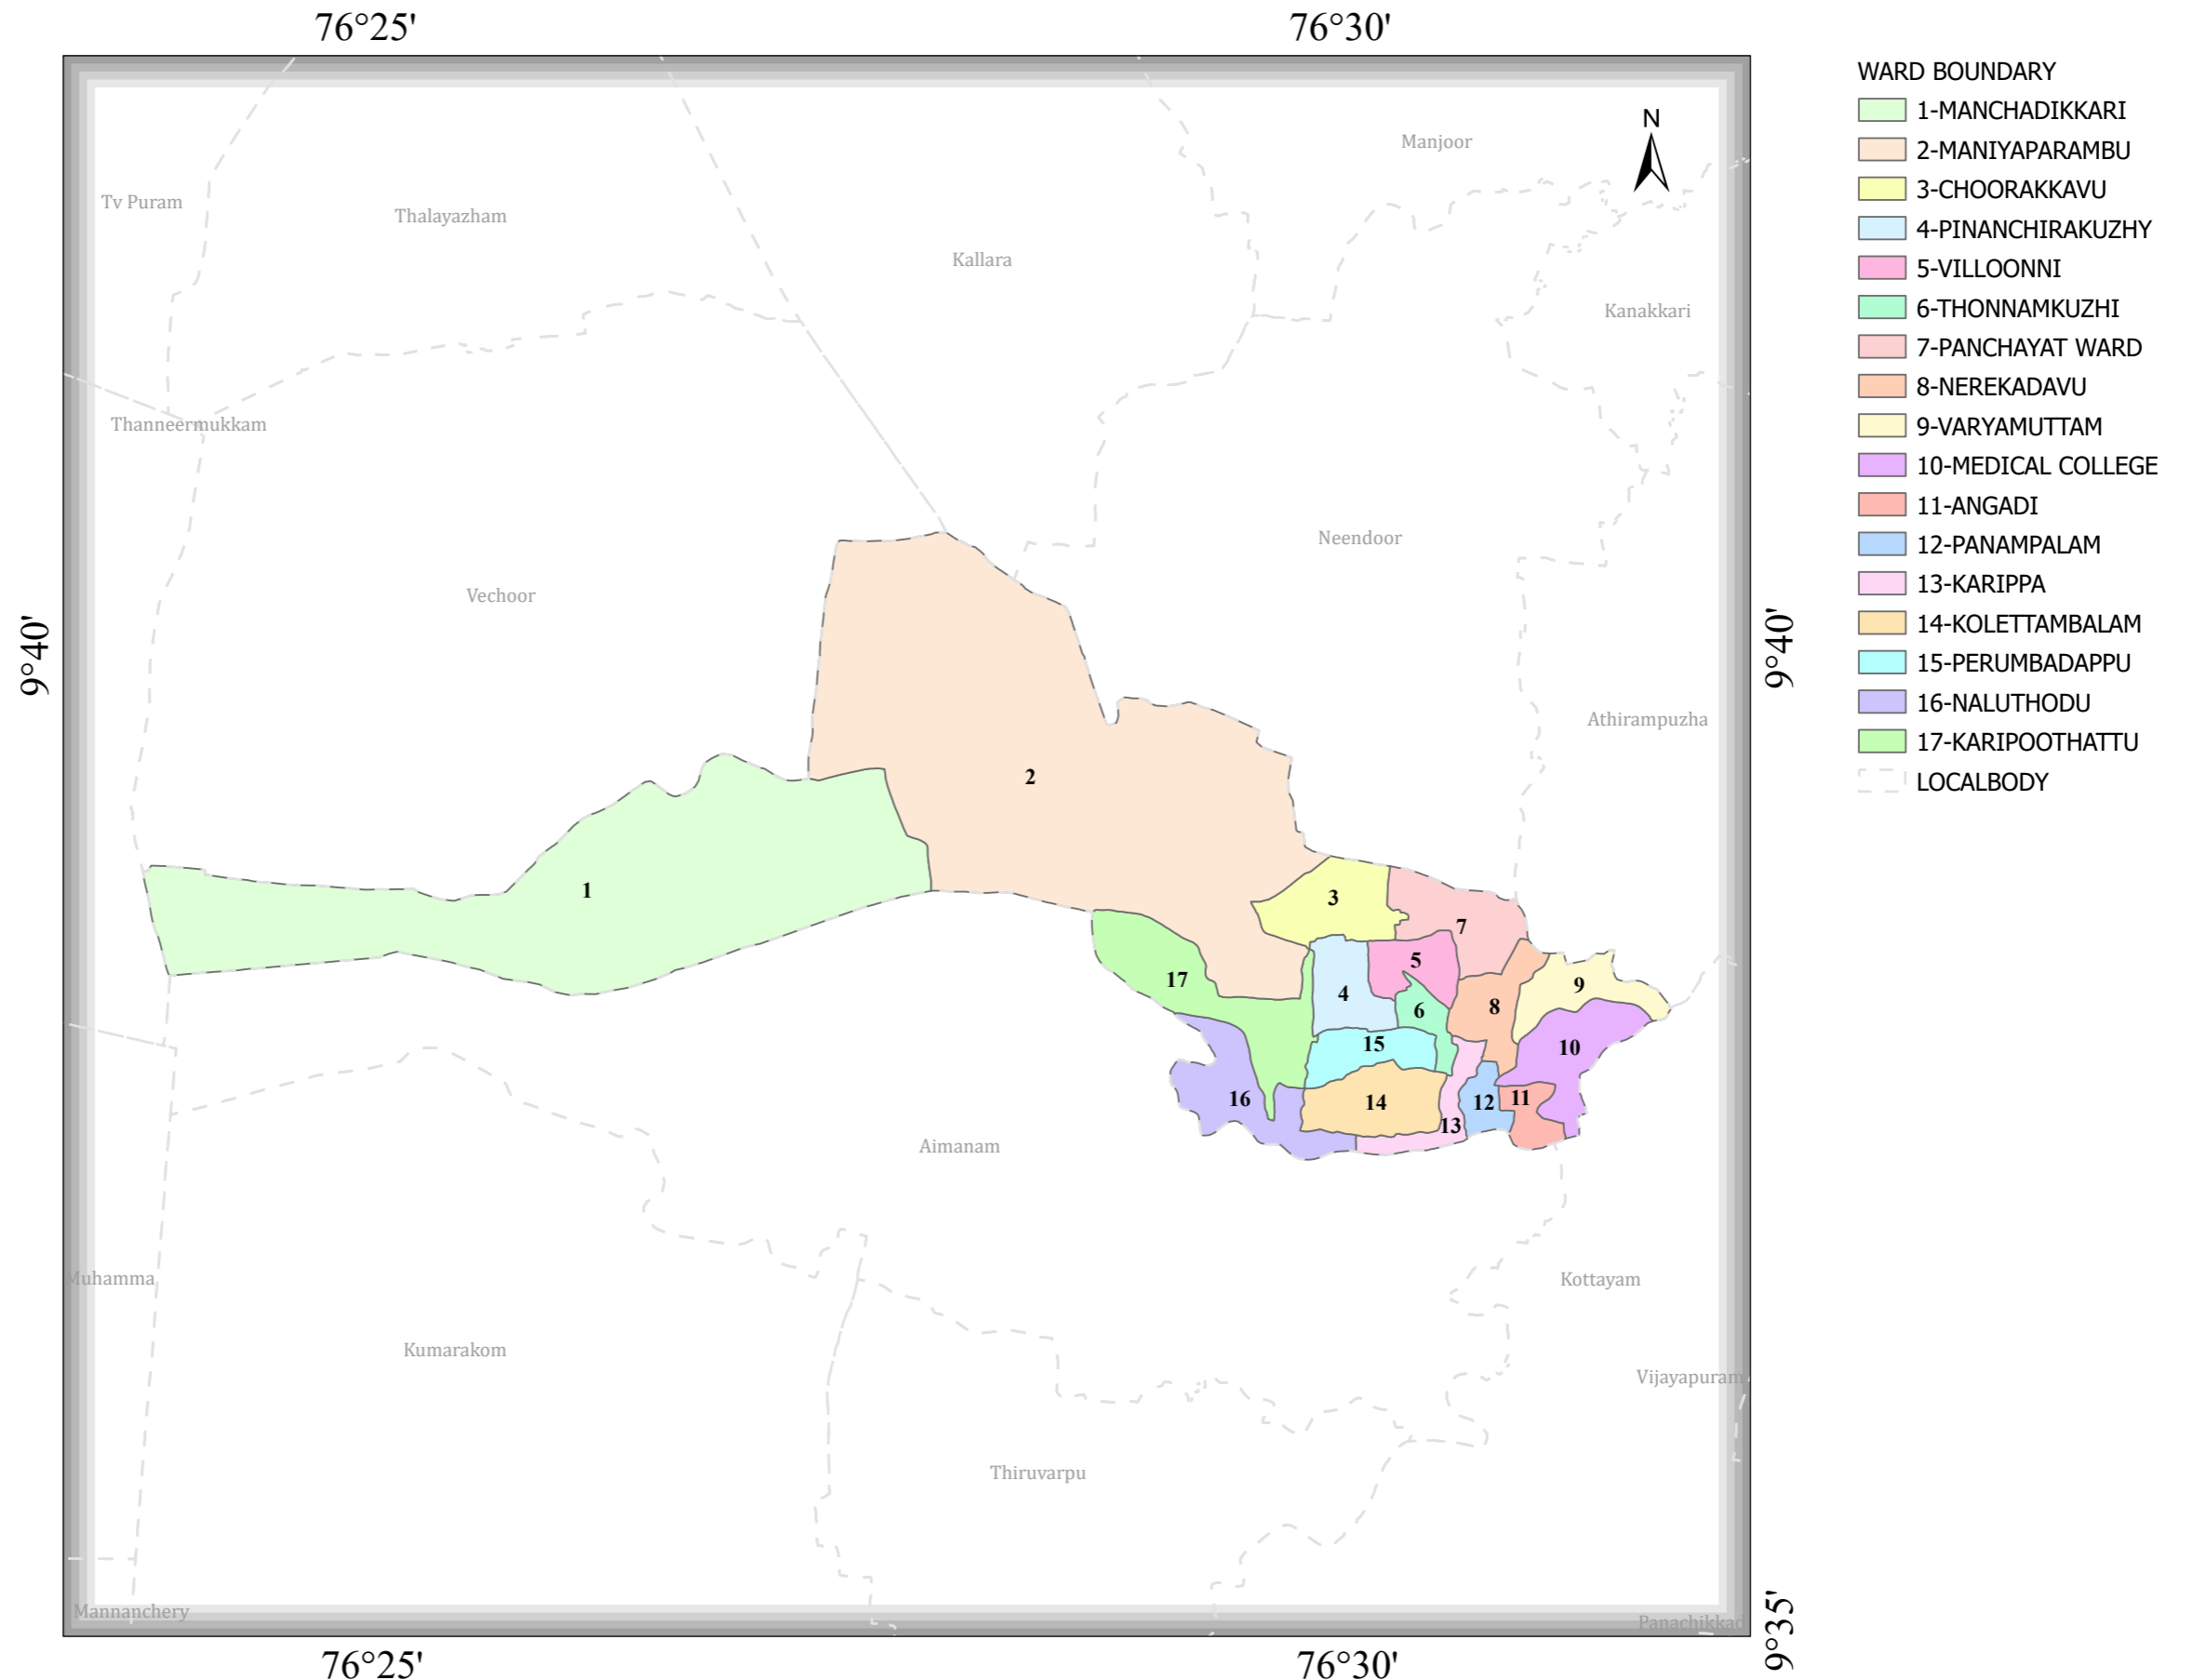 76°25'
76°30'
WARD BOUNDARY
1-MANCHADIKKARI
2-MANIYAPARAMBU
3-CHOORAKKAVU
4-PINANCHIRAKUZHY
5-VILLOONNI
6-THONNAMKUZHI
7-PANCHAYAT WARD
8-NEREKADAVU
9-VARYAMUTTAM
10-MEDICAL COLLEGE
11-ANGADI
12-PANAMPALAM
13-KARIPPA
14-KOLETTAMBALAM
15-PERUMBADAPPU
16-NALUTHODU
17-KARIPOOTHATTU
LOCALBODY
N
Manjoor
Tv Puram
Thalayazham
Kallara
Kanakkari
Thanneermukkam
Neendoor
Vechoor
9°40'
9°40'
Athirampuzha
2
1
3
7
5
17
4
6
8
9
15
10
16
14
12
11
13
Aimanam
Muhamma
Kottayam
Kumarakom
Vijayapuram
Thiruvarpu
Mannanchery
Panachikkad
9°35'
76°25'
76°30'